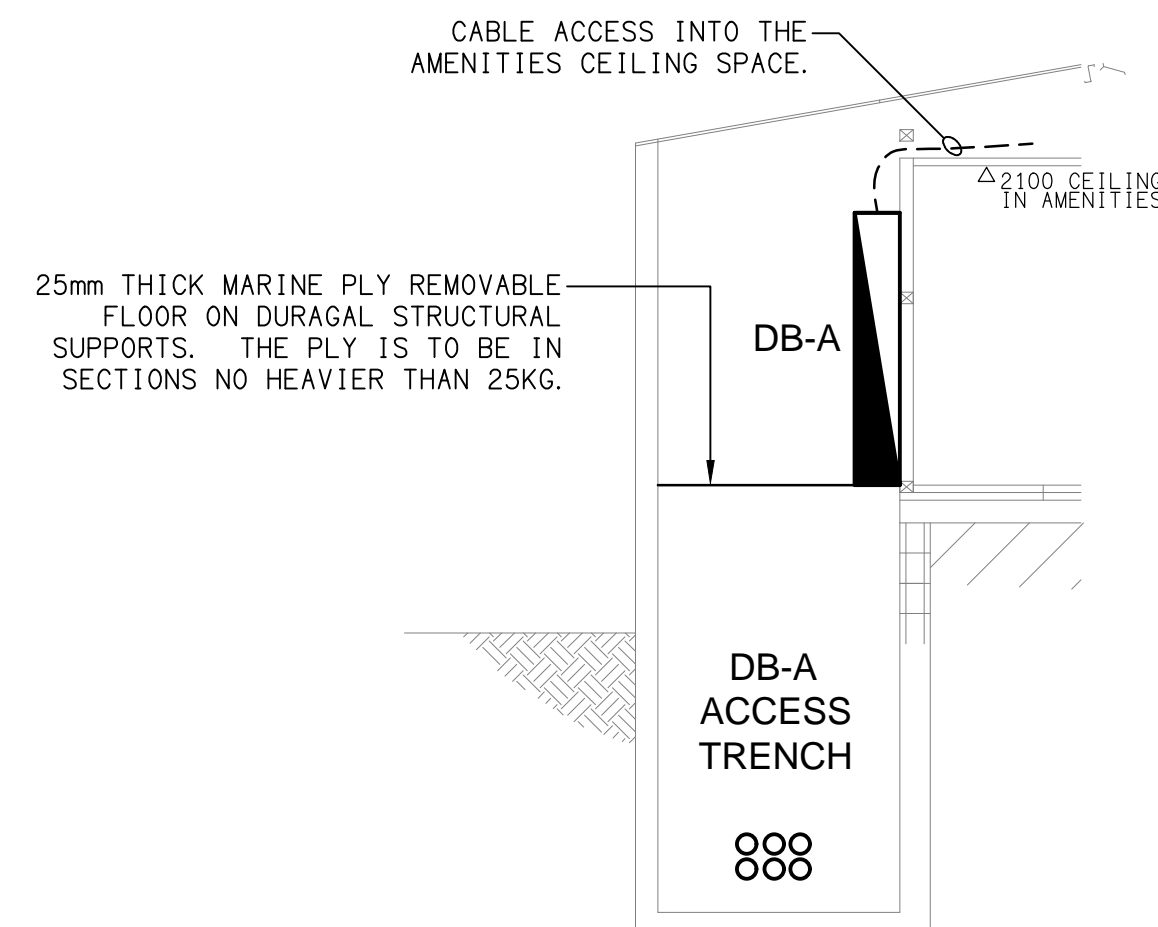 CABLE ACCESS INTO THE
AMENITIES CEILING SPACE.
2100 CEILING
IN AMENITIES
25mm THICK MARINE PLY REMOVABLE
FLOOR ON DURAGAL STRUCTURAL
SUPPORTS. THE PLY IS TO BE IN
SECTIONS NO HEAVIER THAN 25KG.
DB-A
DB-A
ACCESS
TRENCH